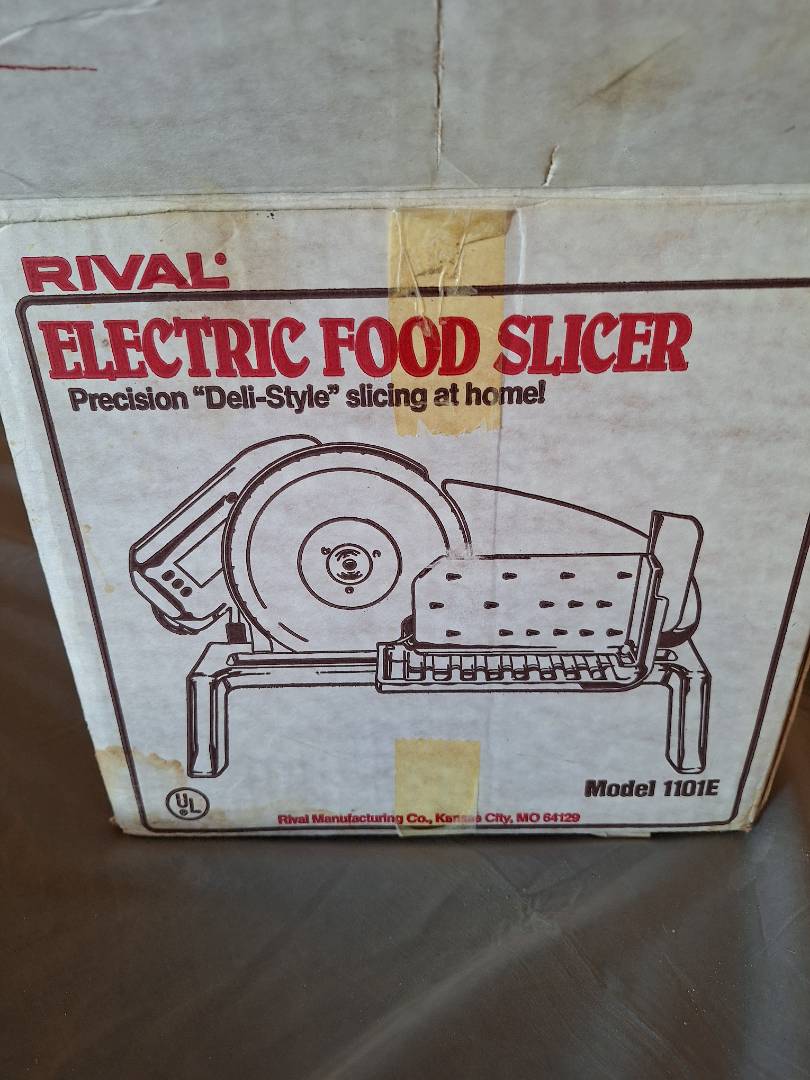 RIVAL®
ELECTRIC FOOD SLICER
Precision “Deli-Style” slicing at home!
UL®
Model 1101E
Rival Manufacturing Co., Kansas City, MO 64129